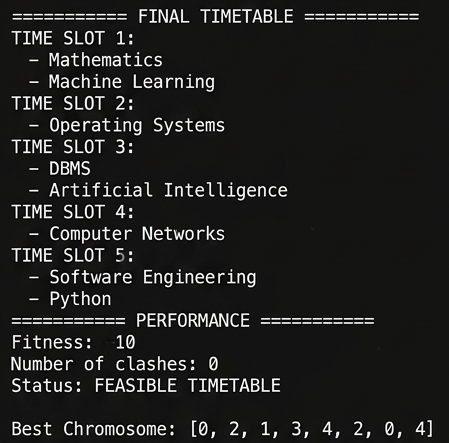 =========== FINAL TIMETABLE ===========
TIME SLOT 1:
– Mathematics
– Machine Learning
TIME SLOT 2:
– Operating Systems
TIME SLOT 3:
– DBMS
– Artificial Intelligence
TIME SLOT 4:
– Computer Networks
TIME SLOT 5:
– Software Engineering
– Python
=========== PERFORMANCE ===========
Fitness: 10
Number of clashes: 0
Status: FEASIBLE TIMETABLE
Best Chromosome: [0, 2, 1, 3, 4, 2, 0, 4]